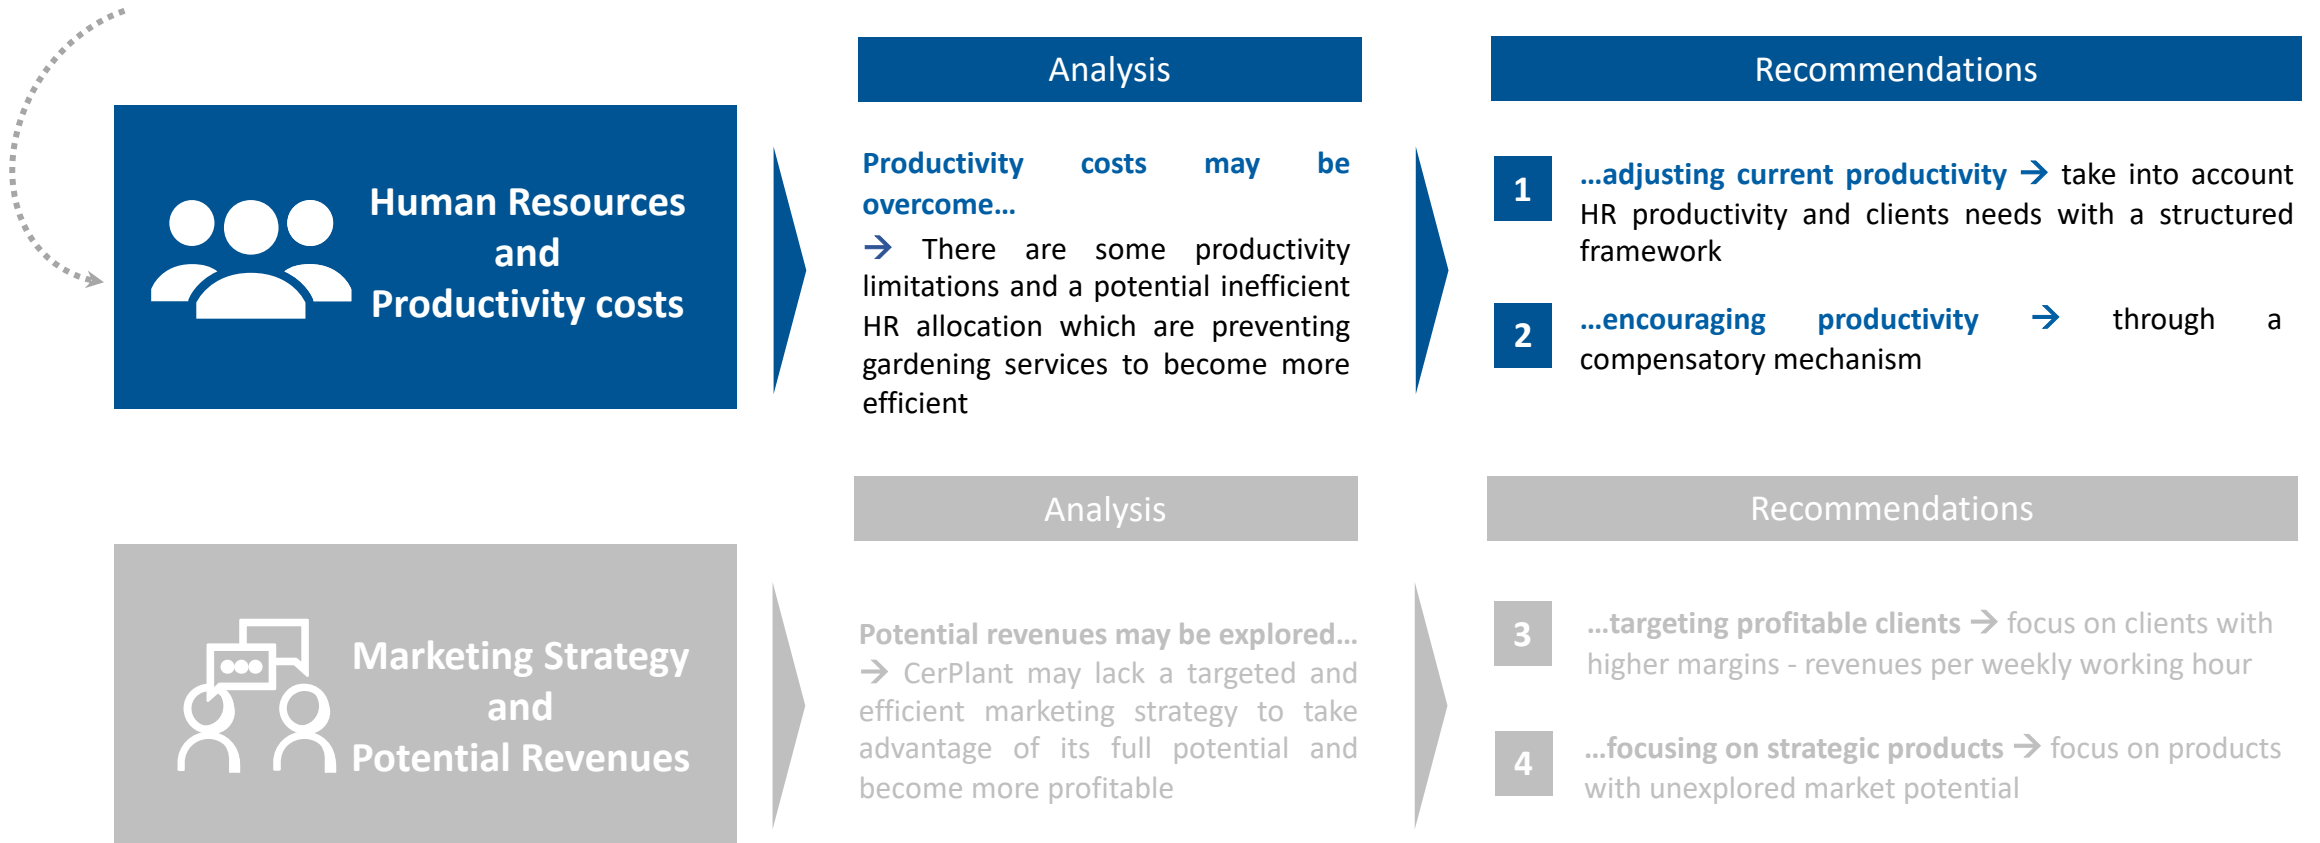 Analysis
Recommendations
Human Resources
and
Productivity costs
Productivity costs may be
overcome...
→ There are some productivity
limitations and a potential inefficient
HR allocation which are preventing
gardening services to become more
efficient
1
...adjusting current productivity → take into account
HR productivity and clients needs with a structured
framework
2
...encouraging productivity → through a
compensatory mechanism
Analysis
Recommendations
Marketing Strategy
and
Potential Revenues
Potential revenues may be explored...
→ CerPlant may lack a targeted and
efficient marketing strategy to take
advantage of its full potential and
become more profitable
3
...targeting profitable clients → focus on clients with
higher margins - revenues per weekly working hour
4
...focusing on strategic products → focus on products
with unexplored market potential